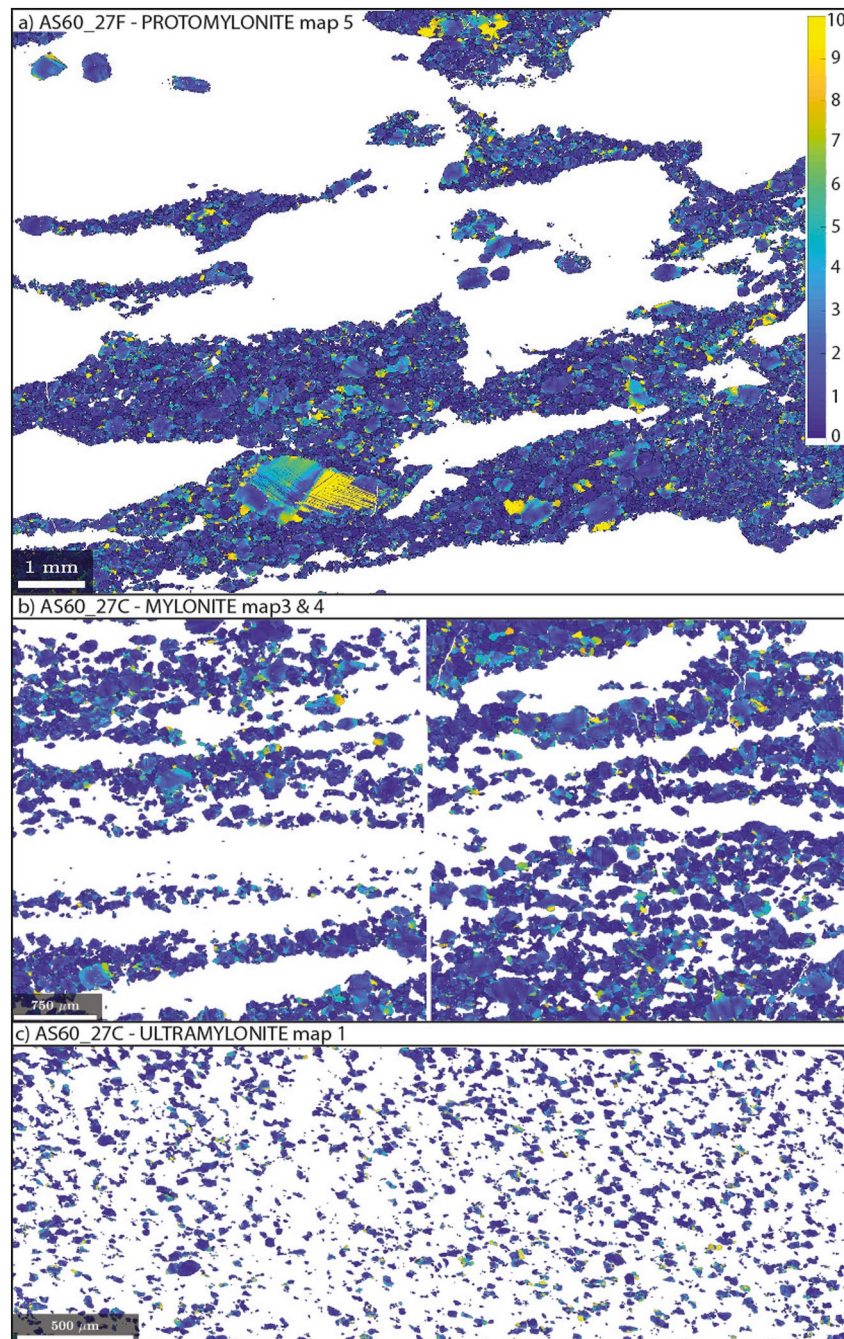 a) AS60_27F - PROTOMYLONITE map 5
10
9
8
7
6
5
4
3
2
1
0
1 mm
b) AS60_27C - MYLONITE map3 & 4
750 μm
c) AS60_27C - ULTRAMYLONITE map 1
500 μm